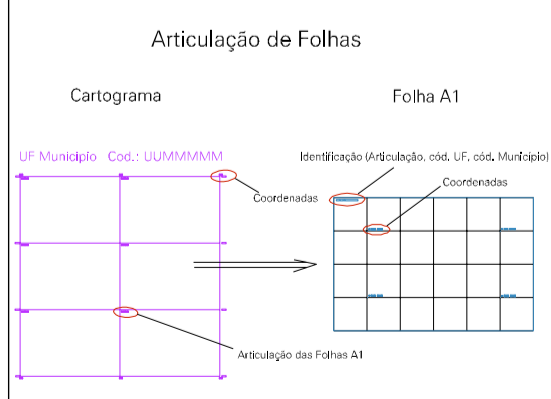 Articulação de Folhas
Cartograma
Folha A1
UF Municipio Cod.: UUMMMMM
Identificação (Articulação, cód. UF, cód. Município)
Coordenadas
Coordenadas
Articulação das Folhas A1